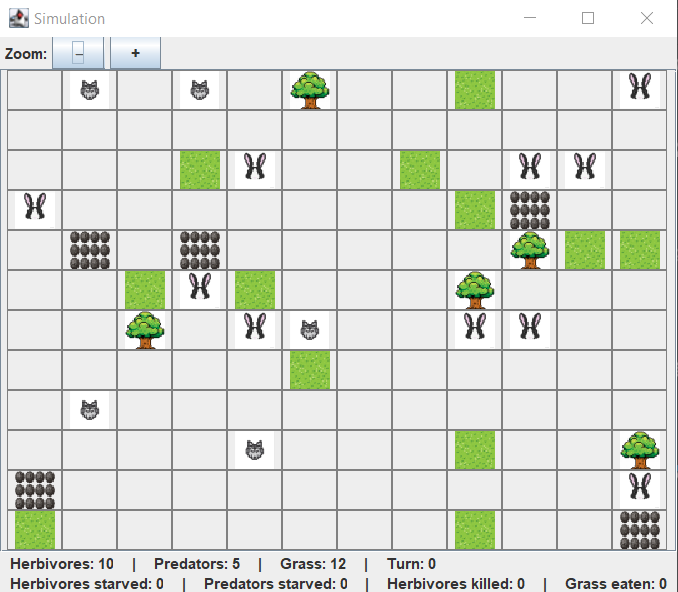 Simulation
Zoom: - +
Herbivores: 10 | Predators: 5 | Grass: 12 | Turn: 0
Herbivores starved: 0 | Predators starved: 0 | Herbivores killed: 0 | Grass eaten: 0